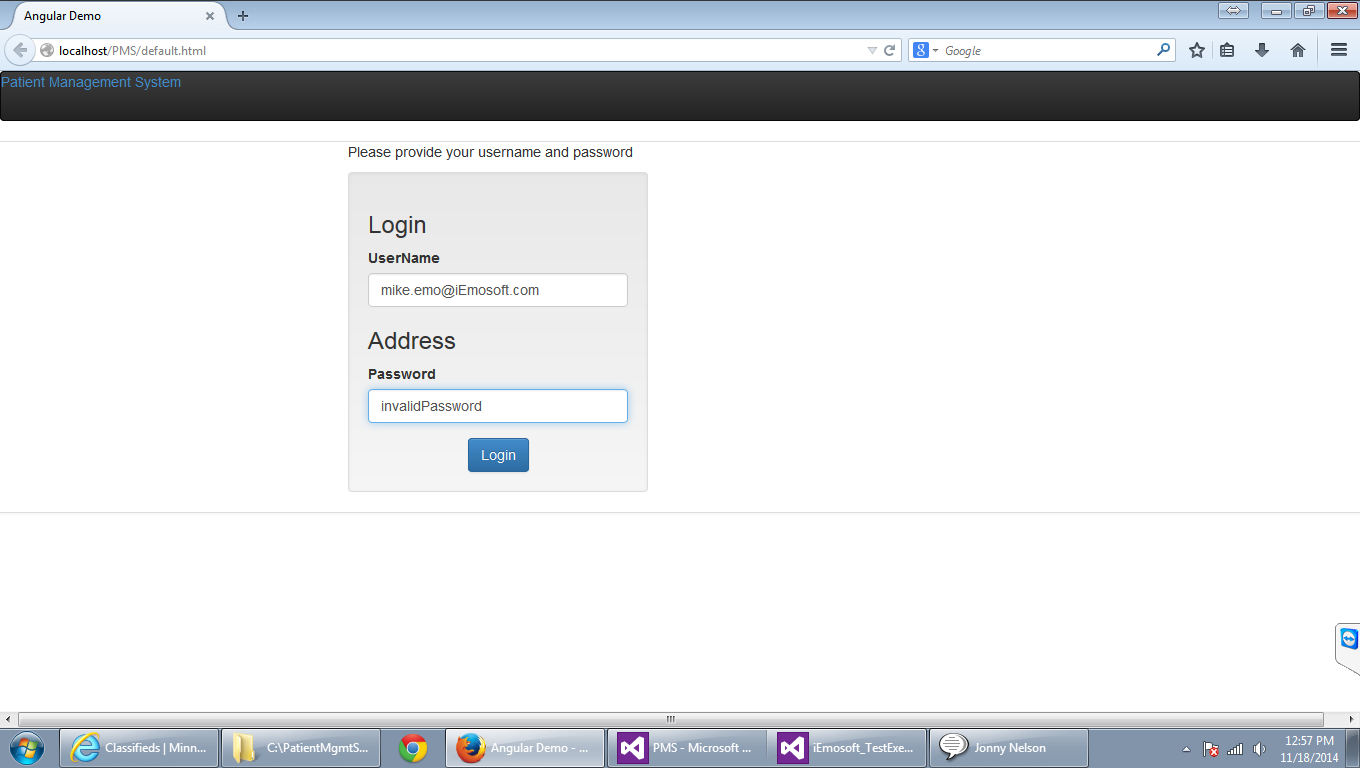 Angular Demo
localhost/PMS/default.html
Google
Patient Management System
Please provide your username and password
Login
UserName
mike.emo@iEmosoft.com
Address
Password
invalidPassword
Login
Classifieds | Minn...
C:\PatientMgmtS...
Angular Demo - ...
PMS - Microsoft ...
iEmosoft_TestExe...
Jonny Nelson
12:57 PM
11/18/2014